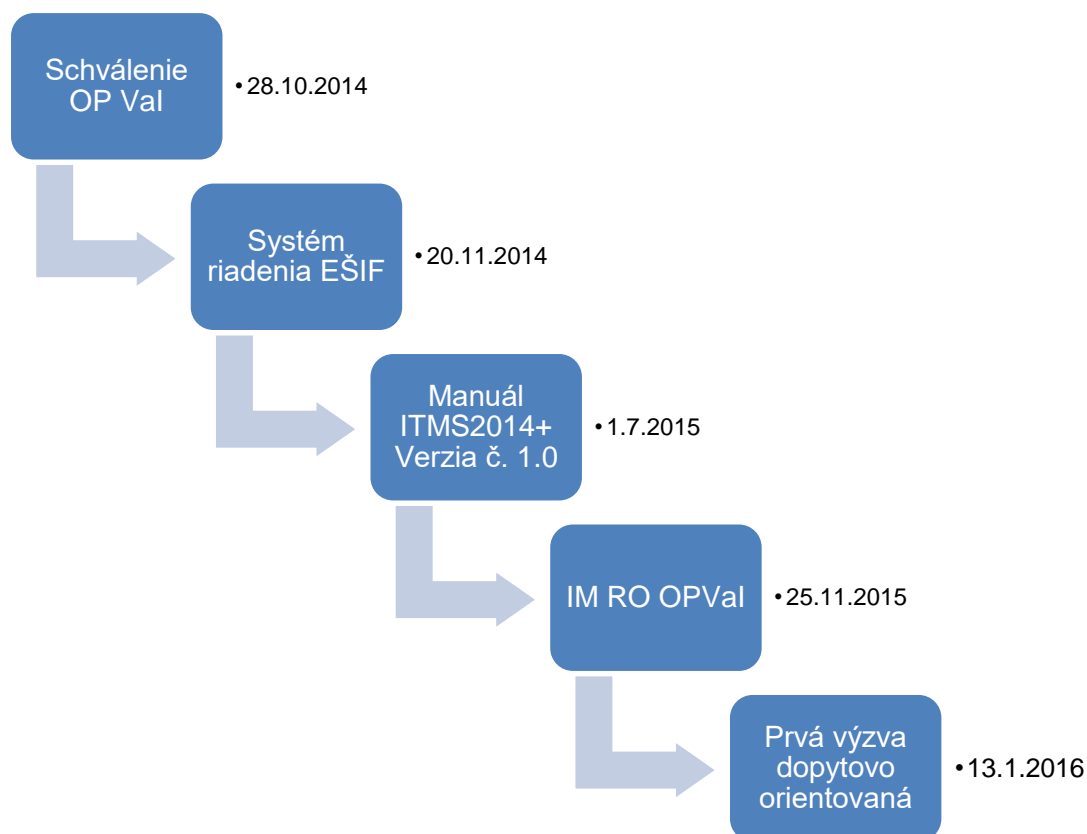 Schválenie
OP VaI
•28.10.2014
Systém
riadenia EŠIF
•20.11.2014
Manuál
ITMS2014+
Verzia č. 1.0
•1.7.2015
IM RO OPVaI
•25.11.2015
Prvá výzva
dopytovo
orientovaná
•13.1.2016